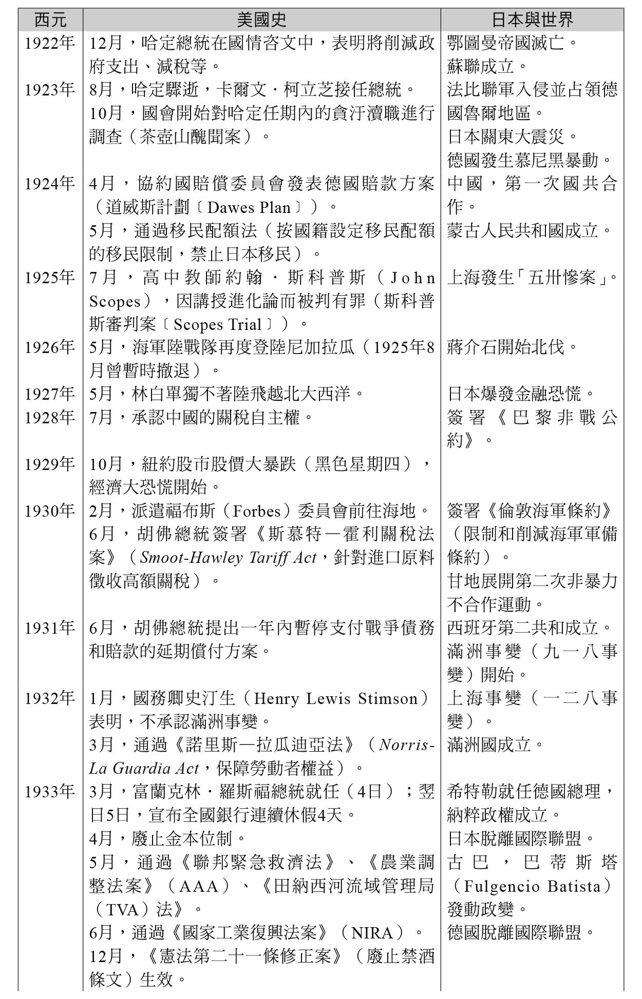 西元 美國史 日本與世界
1922年 12月，哈定總統在國情咨文中，表明將削減政 鄂圖曼帝國滅亡。
府支出、減稅等。 蘇聯成立。
1923年 8月，哈定驟逝，卡爾文．柯立芝接任總統。 法比聯軍入侵並占領德
10月，國會開始對哈定任期內的貪汙瀆職進行 國魯爾地區。
調查（茶壺山醜聞案）。 日本關東大震災。
德國發生慕尼黑暴動。
1924年 4月，協約國賠償委員會發表德國賠款方案 中國，第一次國共合
（道威斯計劃﹝Dawes Plan﹞）。 作。
5月，通過移民配額法（按國籍設定移民配額 蒙古人民共和國成立。
的移民限制，禁止日本移民）。
1925年 7月，高中教師約翰．斯科普斯（John 上海發生「五卅慘案」。
Scopes），因講授進化論而被判有罪（斯科普
斯審判案﹝Scopes Trial﹞）。
1926年 5月，海軍陸戰隊再度登陸尼加拉瓜（1925年8 蔣介石開始北伐。
月曾暫時撤退）。
1927年 5月，林白單獨不著陸飛越北大西洋。 日本爆發金融恐慌。
1928年 7月，承認中國的關稅自主權。 簽署《巴黎非戰公
約》。
1929年 10月，紐約股市股價大暴跌（黑色星期四），
經濟大恐慌開始。
1930年 2月，派遣福布斯（Forbes）委員會前往海地。 簽署《倫敦海軍條約》
6月，胡佛總統簽署《斯慕特—霍利關稅法 （限制和削減海軍軍備
案》（Smoot-Hawley Tariff Act，針對進口原料 條約）。
徵收高額關稅）。 甘地展開第二次非暴力
不合作運動。
1931年 6月，胡佛總統提出一年內暫停支付戰爭債務 西班牙第二共和成立。
和賠款的延期償付方案。 滿洲事變（九一八事
變）開始。
1932年 1月，國務卿史汀生（Henry Lewis Stimson） 上海事變（一二八事
表明，不承認滿洲事變。 變）。
3月，通過《諾里斯—拉瓜迪亞法》（Norris- 滿洲國成立。
La Guardia Act，保障勞動者權益）。
1933年 3月，富蘭克林．羅斯福總統就任（4日）；翌 希特勒就任德國總理，
日5日，宣布全國銀行連續休假4天。 納粹政權成立。
4月，廢止金本位制。 日本脫離國際聯盟。
5月，通過《聯邦緊急救濟法》、《農業調 古巴，巴蒂斯塔
整法案》（AAA）、《田納西河流域管理局 （Fulgencio Batista）
（TVA）法》。 發動政變。
6月，通過《國家工業復興法案》（NIRA）。 德國脫離國際聯盟。
12月，《憲法第二十一條修正案》（廢止禁酒
條文）生效。